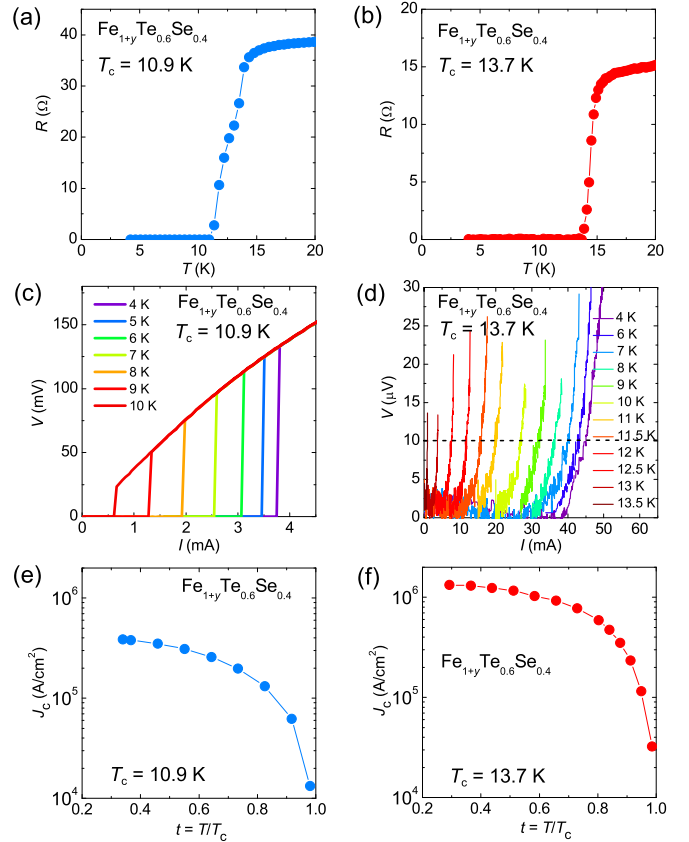 (a)
Fe1+yTe0.6Se0.4
Tc = 10.9 K
R (Ω)
40
30
20
10
0
0 5 10 15 20
T (K)
(b)
Fe1+yTe0.6Se0.4
Tc = 13.7 K
R (Ω)
20
15
10
5
0
0 5 10 15 20
T (K)
(c)
Fe1+yTe0.6Se0.4
Tc = 10.9 K
4 K
5 K
6 K
7 K
8 K
9 K
10 K
V (mV)
150
100
50
0
0 1 2 3 4
I (mA)
(d)
Fe1+yTe0.6Se0.4
Tc = 13.7 K
4 K
6 K
7 K
8 K
9 K
10 K
11 K
11.5 K
12 K
12.5 K
13 K
13.5 K
V (μV)
30
25
20
15
10
5
0
0 10 20 30 40 50 60
I (mA)
(e)
Fe1+yTe0.6Se0.4
Jc (A/cm2)
10^6
10^5
10^4
Tc = 10.9 K
0.2 0.4 0.6 0.8 1.0
t = T/Tc
(f)
Fe1+yTe0.6Se0.4
Jc (A/cm2)
10^6
10^5
10^4
Tc = 13.7 K
0.2 0.4 0.6 0.8 1.0
t = T/Tc